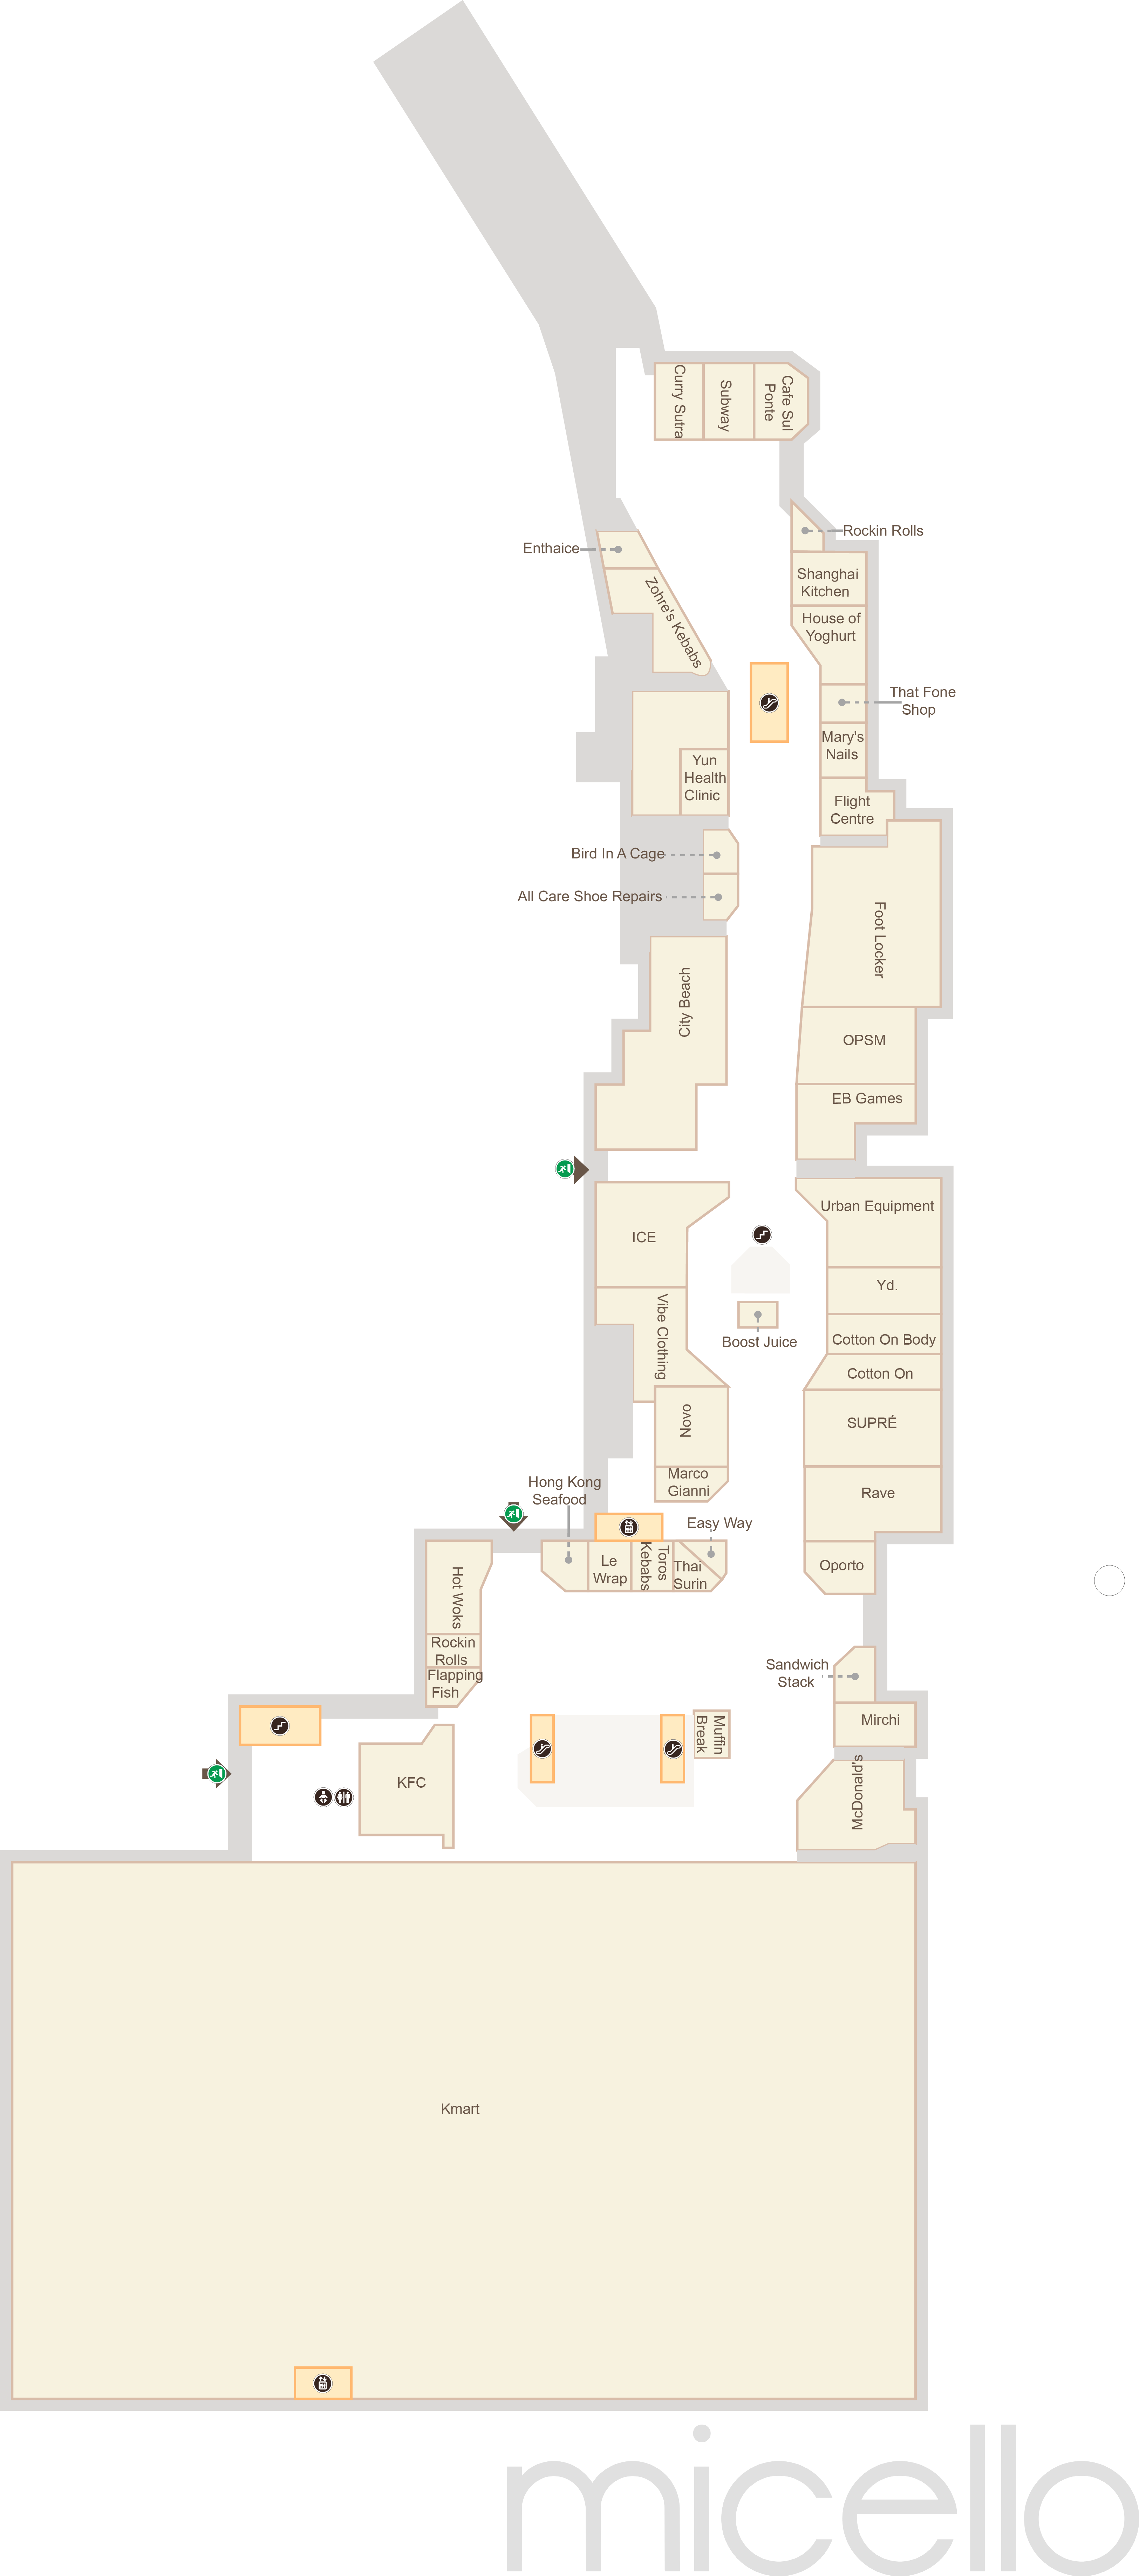 Curry Sutra
Subway
Cafe Sul
Ponte
Rockin Rolls
Enthaice
Shanghai
Kitchen
Zohre's Kebabs
House of
Yoghurt
That Fone
Shop
Mary's
Nails
Yun
Health
Clinic
Flight
Centre
Bird In A Cage
All Care Shoe Repairs
Foot Locker
City Beach
OPSM
EB Games
Urban Equipment
ICE
Yd.
Vibe Clothing
Boost Juice
Cotton On Body
Cotton On
Novo
SUPRÉ
Marco
Gianni
Hong Kong
Seafood
Rave
Easy Way
Le
Wrap
Toros
Kebabs
Thai
Surin
Oporto
Hot Woks
Rockin
Rolls
Flapping
Fish
Sandwich
Stack
Mirchi
Muffin
Break
KFC
McDonald's
Kmart
micello